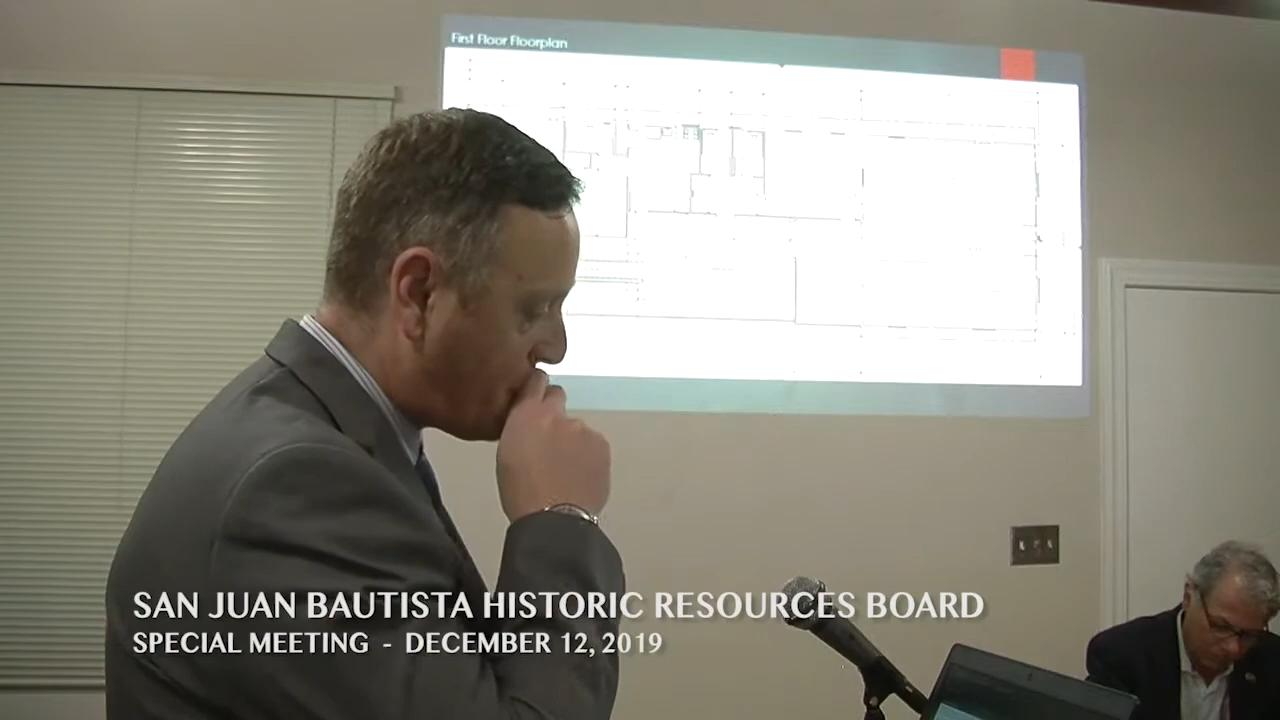 First Floor Floorplan
SAN JUAN BAUTISTA HISTORIC RESOURCES BOARD
SPECIAL MEETING - DECEMBER 12, 2019